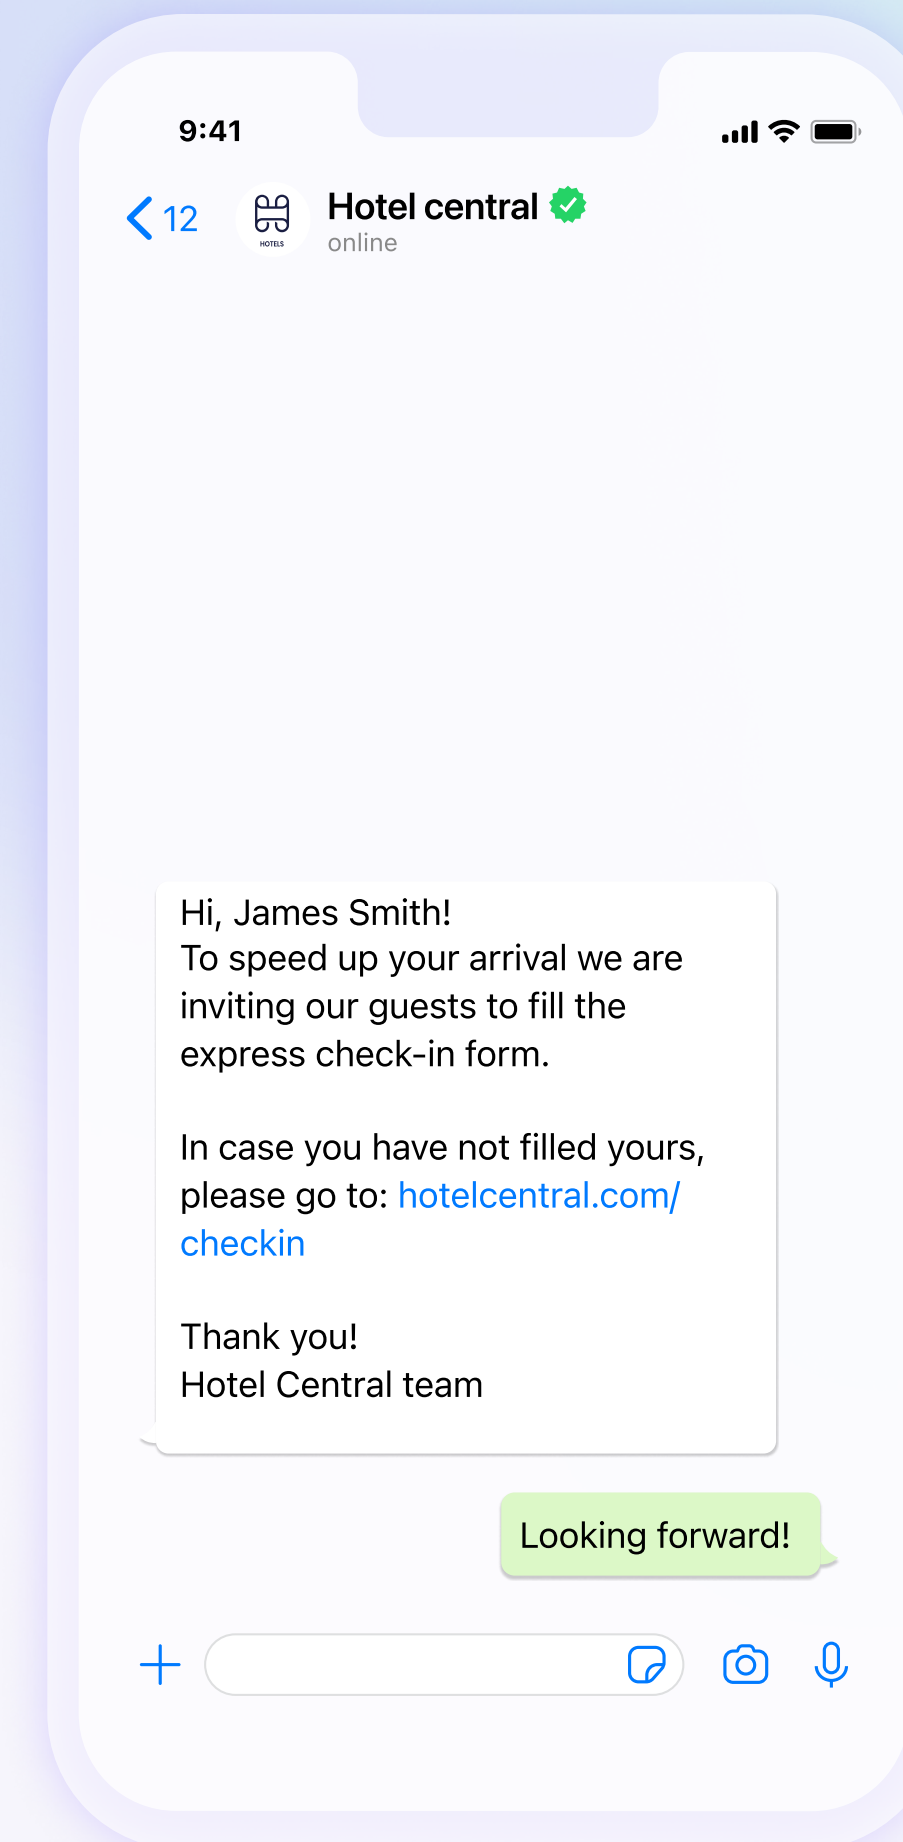 9:41
12
Hotel central
online
HOTELS
Hi, James Smith!
To speed up your arrival we are
inviting our guests to fill the
express check-in form.
In case you have not filled yours,
please go to: hotelcentral.com/
checkin
Thank you!
Hotel Central team
Looking forward!